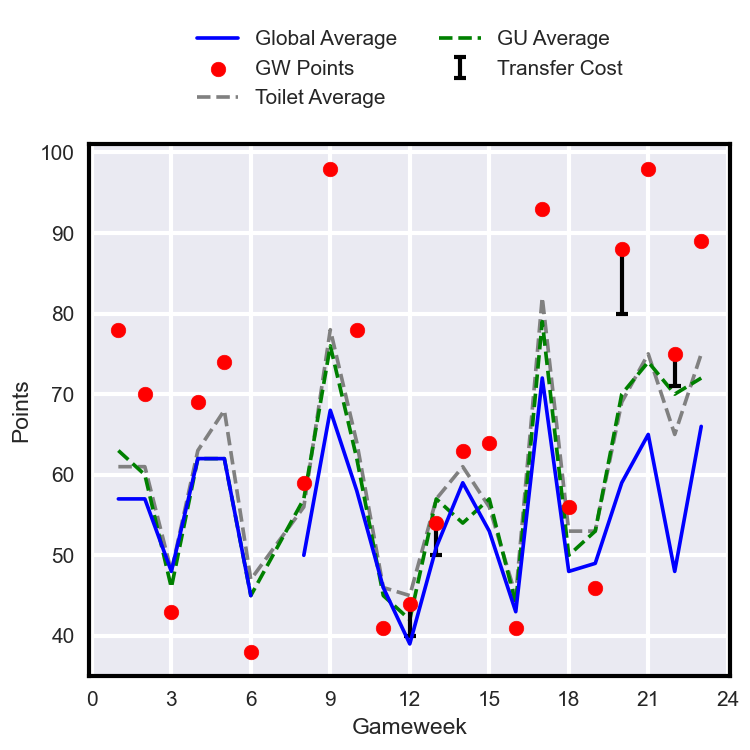 Global Average GU Average
GW Points Transfer Cost
Toilet Average
100
90
80
70
60
50
40
Points
0 3 6 9 12 15 18 21 24
Gameweek